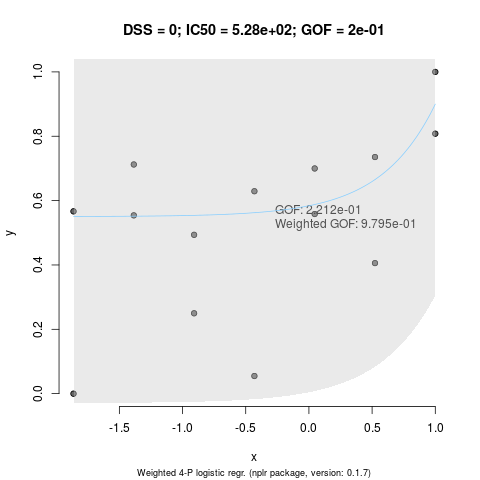 DSS = 0; IC50 = 5.28e+02; GOF = 2e-01
1.0
0.8
0.6
0.4
0.2
0.0
y
GOF: 2.212e-01
Weighted GOF: 9.795e-01
-1.5 -1.0 -0.5 0.0 0.5 1.0
x
Weighted 4-P logistic regr. (nplr package, version: 0.1.7)